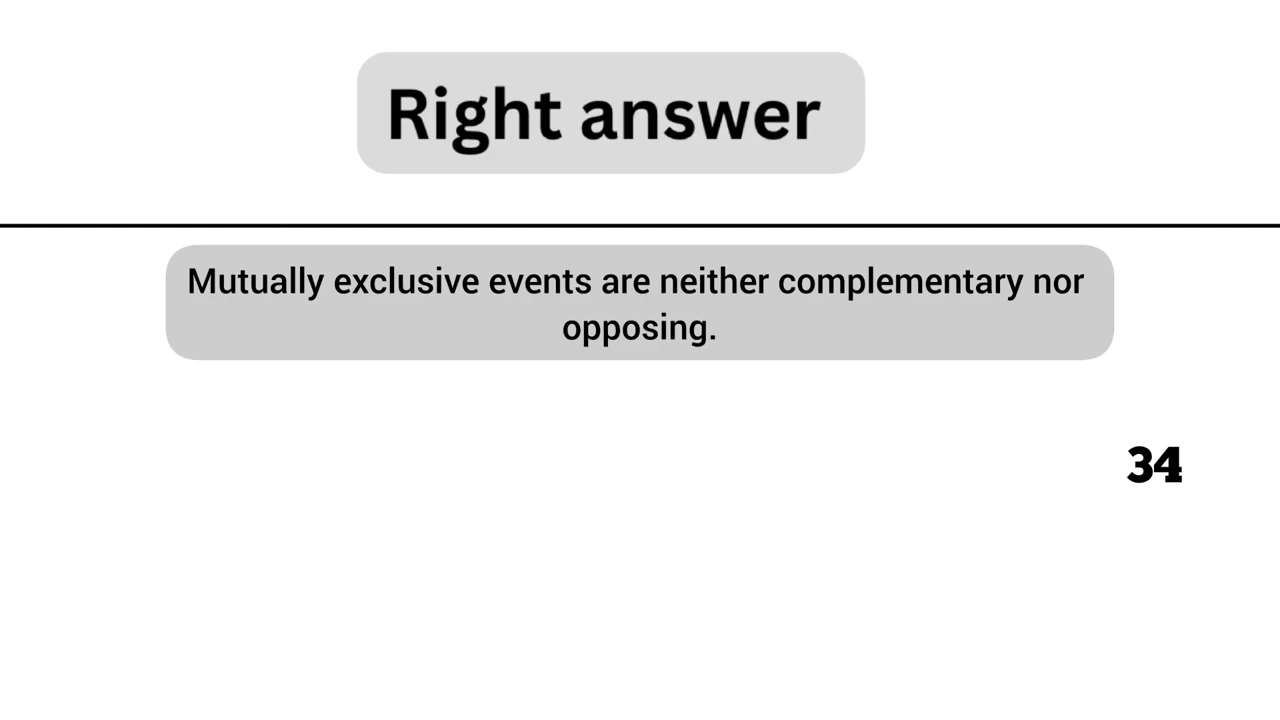 Right answer
Mutually exclusive events are neither complementary nor
opposing.
34